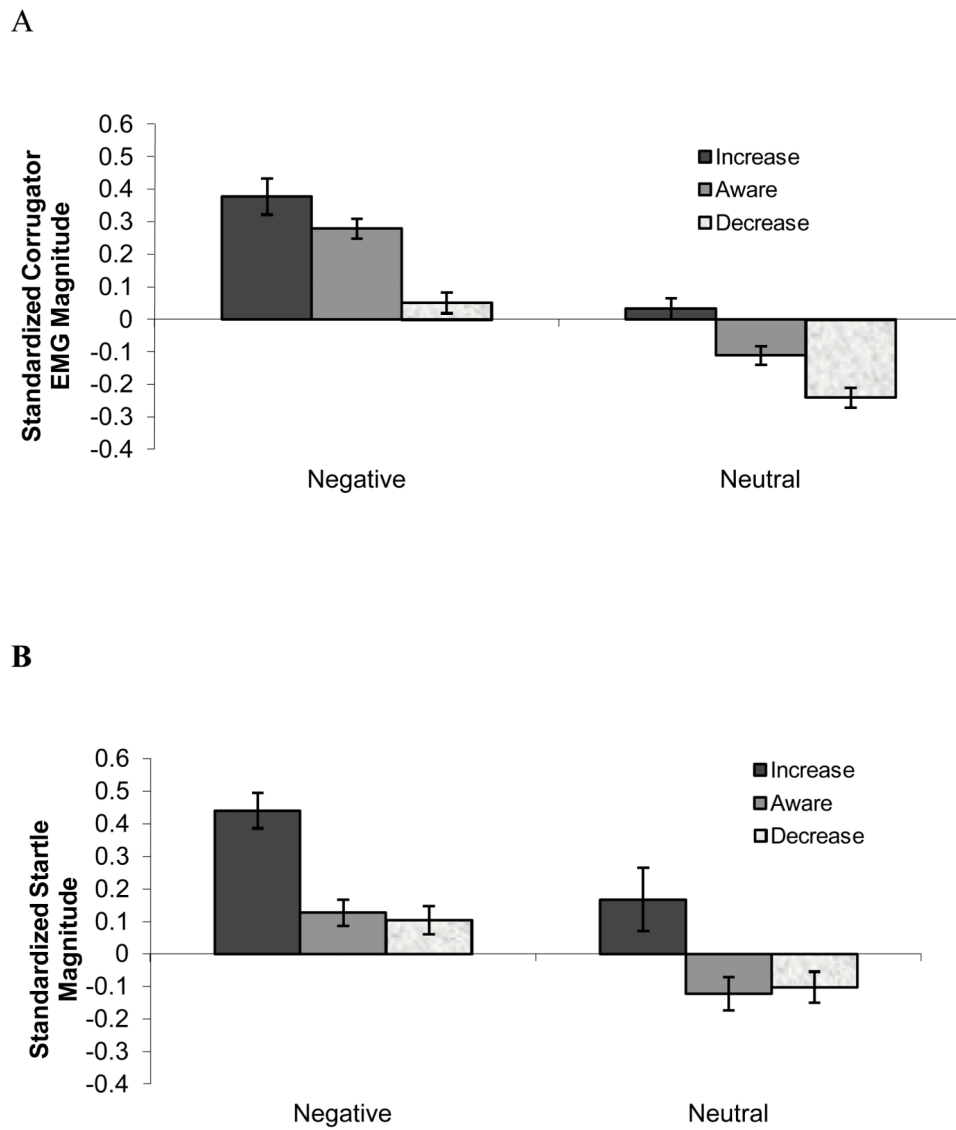 A
Standardized Corrugator
EMG Magnitude
0.6
0.5
0.4
0.3
0.2
0.1
0
-0.1
-0.2
-0.3
-0.4
Increase
Aware
Decrease
Negative
Neutral
B
Standardized Startle
Magnitude
0.6
0.5
0.4
0.3
0.2
0.1
0
-0.1
-0.2
-0.3
-0.4
Increase
Aware
Decrease
Negative
Neutral